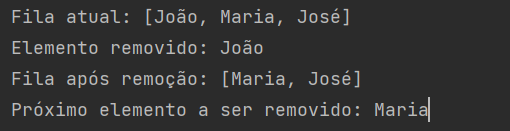 Fila atual: [João, Maria, José]
Elemento removido: João
Fila após remoção: [Maria, José]
Próximo elemento a ser removido: Maria